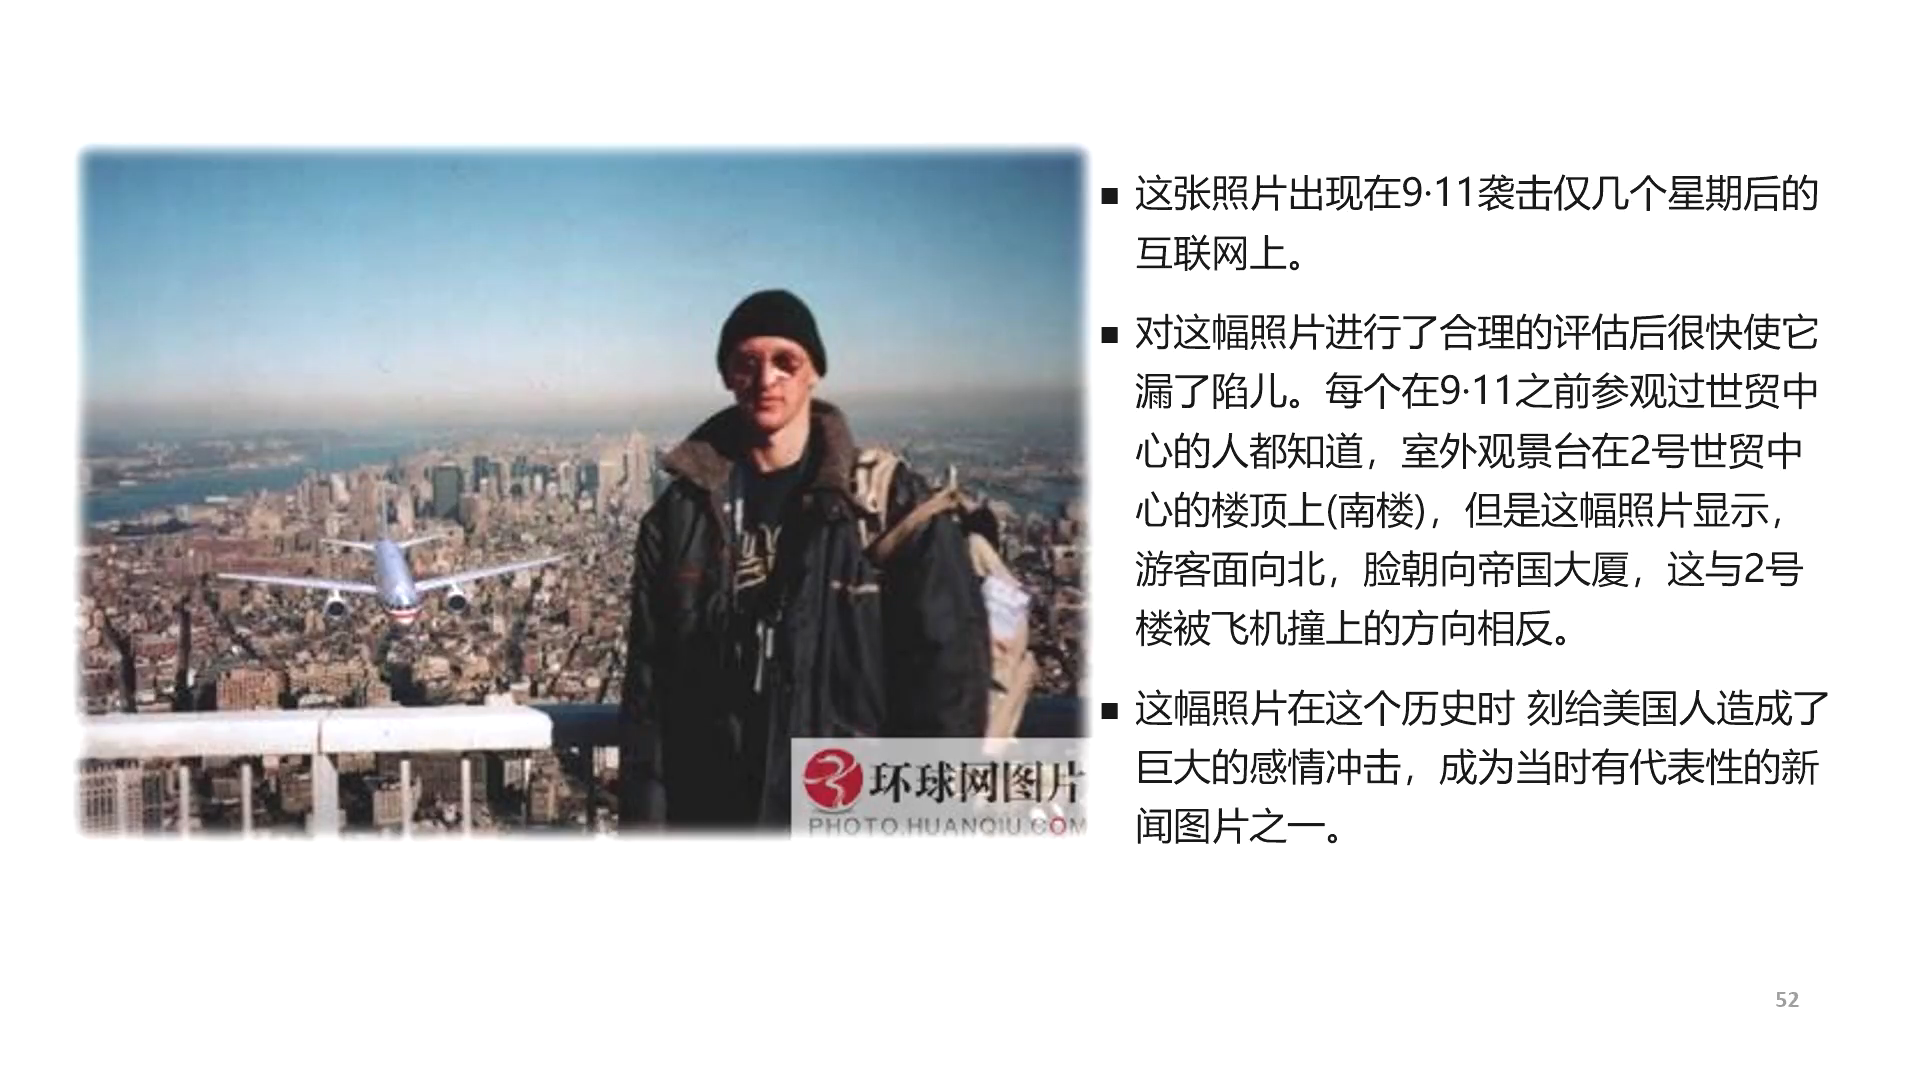 这张照片出现在9·11袭击仅几个星期后的
互联网上。
对这幅照片进行了合理的评估后很快使它
漏了陷儿。每个在9·11之前参观过世贸中
心的人都知道，室外观景台在2号世贸中
心的楼顶上(南楼)，但是这幅照片显示，
游客面向北，脸朝向帝国大厦，这与2号
楼被飞机撞上的方向相反。
这幅照片在这个历史时 刻给美国人造成了
巨大的感情冲击，成为当时有代表性的新
闻图片之一。
环球网图片
PHOTO.HUANQIU.COM
52